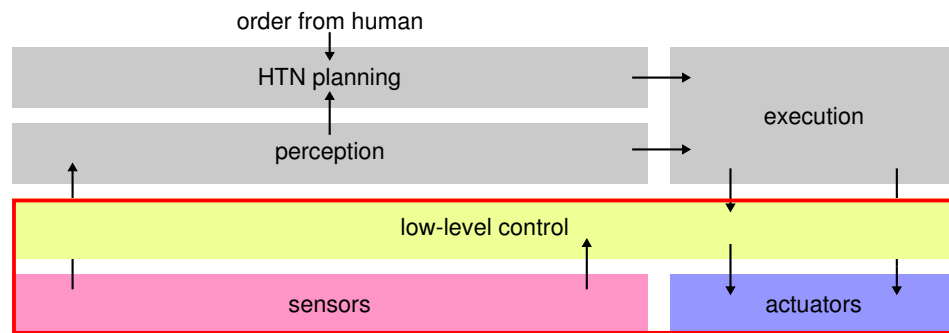 order from human
HTN planning
execution
perception
low-level control
sensors
actuators